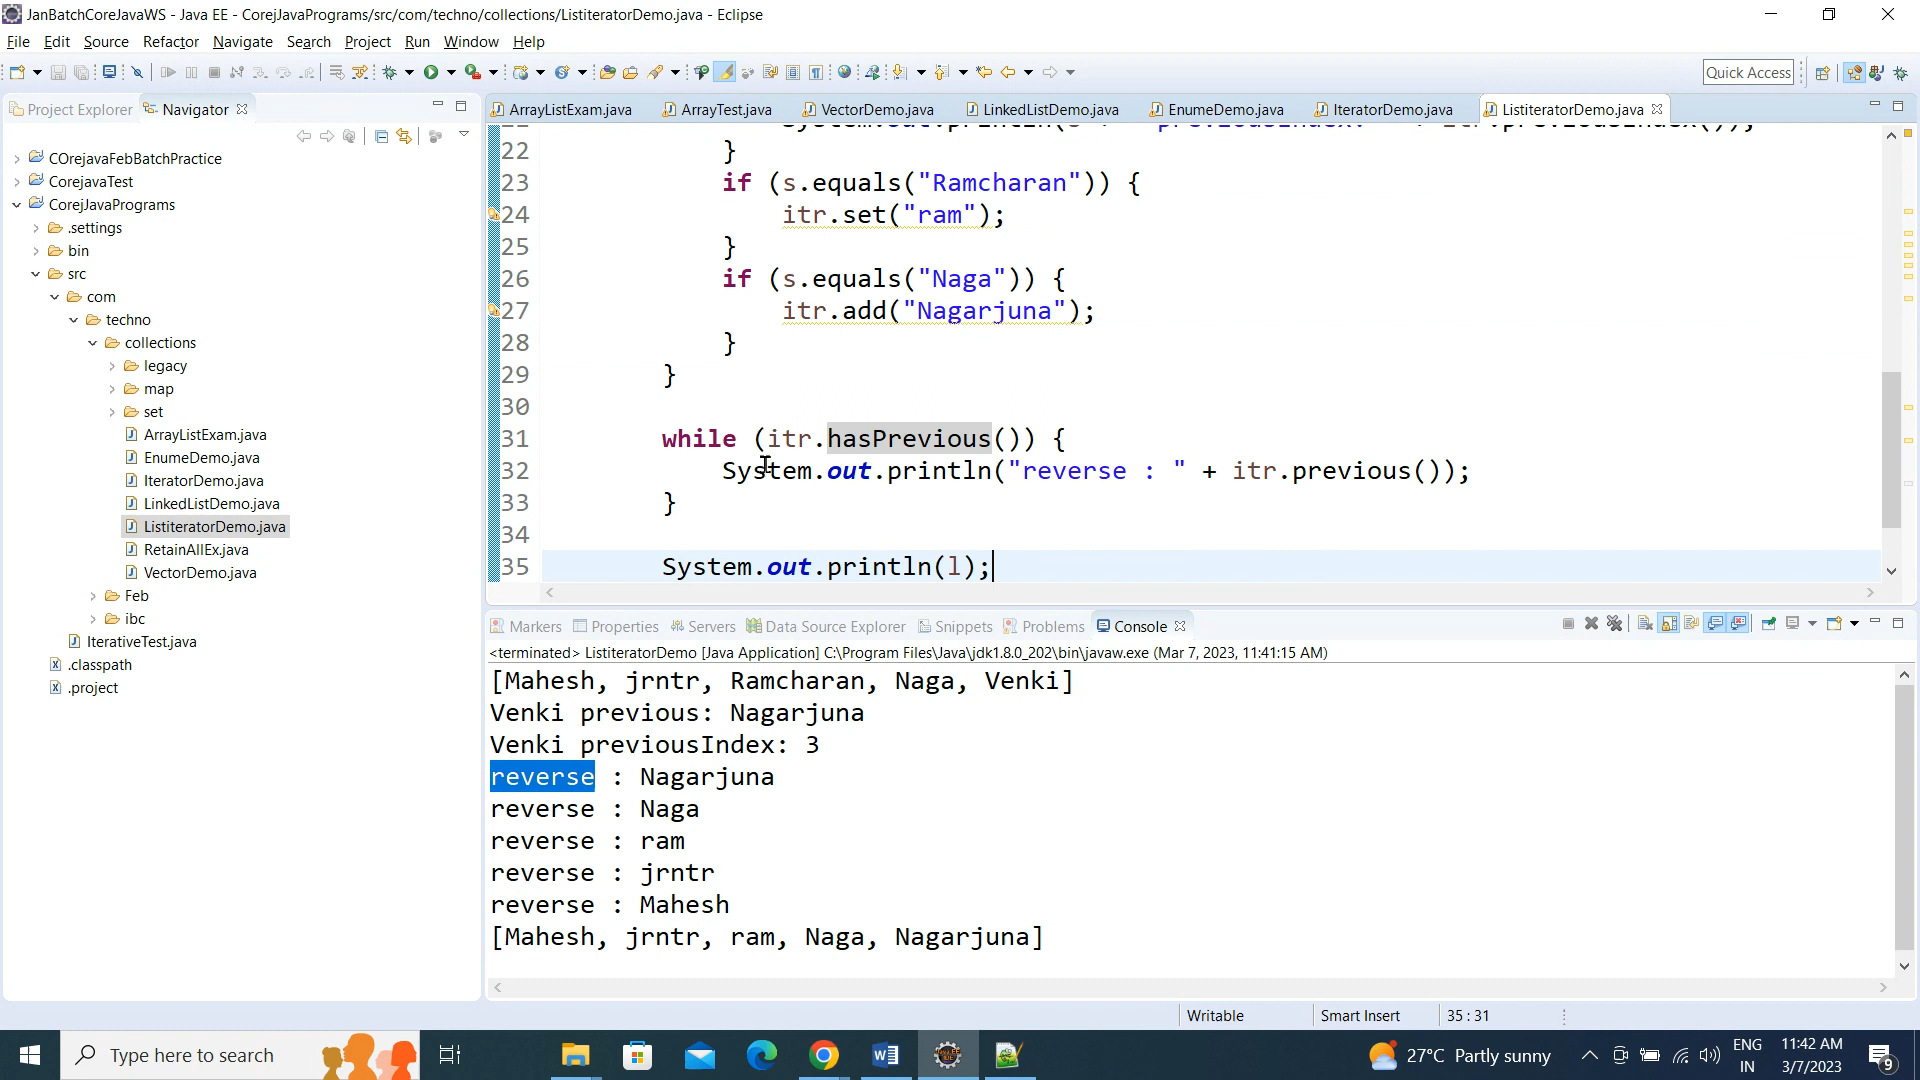 JanBatchCoreJavaWS - Java EE - CorejJavaPrograms/src/com/techno/collections/ListiteratorDemo.java - Eclipse
File Edit Source Refactor Navigate Search Project Run Window Help
Quick Access
Project Explorer Navigator
ArrayListExam.java ArrayTest.java VectorDemo.java LinkedListDemo.java EnumeDemo.java IteratorDemo.java ListiteratorDemo.java
COrejavaFebBatchPractice
CorejavaTest
CorejJavaPrograms
.settings
bin
src
com
techno
collections
legacy
map
set
ArrayListExam.java
EnumeDemo.java
IteratorDemo.java
LinkedListDemo.java
ListiteratorDemo.java
RetainAllEx.java
VectorDemo.java
Feb
ibc
IterativeTest.java
.classpath
.project
22 }
23 if (s.equals("Ramcharan")) {
24 itr.set("ram");
25 }
26 if (s.equals("Naga")) {
27 itr.add("Nagarjuna");
28 }
29 }
30
31 while (itr.hasPrevious()) {
32 System.out.println("reverse : " + itr.previous());
33 }
34
35 System.out.println(l);
Markers Properties Servers Data Source Explorer Snippets Problems Console
<terminated> ListiteratorDemo [Java Application] C:\Program Files\Java\jdk1.8.0_202\bin\javaw.exe (Mar 7, 2023, 11:41:15 AM)
[Mahesh, jrntr, Ramcharan, Naga, Venki]
Venki previous: Nagarjuna
Venki previousIndex: 3
reverse : Nagarjuna
reverse : Naga
reverse : ram
reverse : jrntr
reverse : Mahesh
[Mahesh, jrntr, ram, Naga, Nagarjuna]
Writable Smart Insert 35 : 31
Type here to search
27°C Partly sunny
ENG
IN
11:42 AM
3/7/2023
9